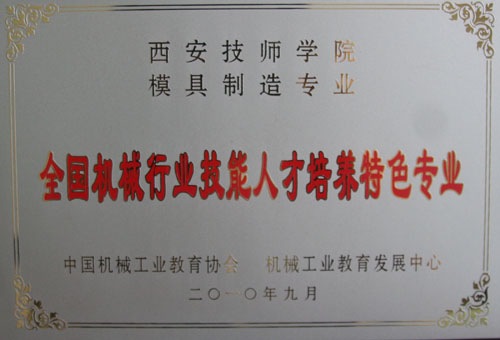 西安技师学院
模具制造专业
全国机械行业技能人才培养特色专业
中国机械工业教育协会 机械工业教育发展中心
二〇一〇年九月